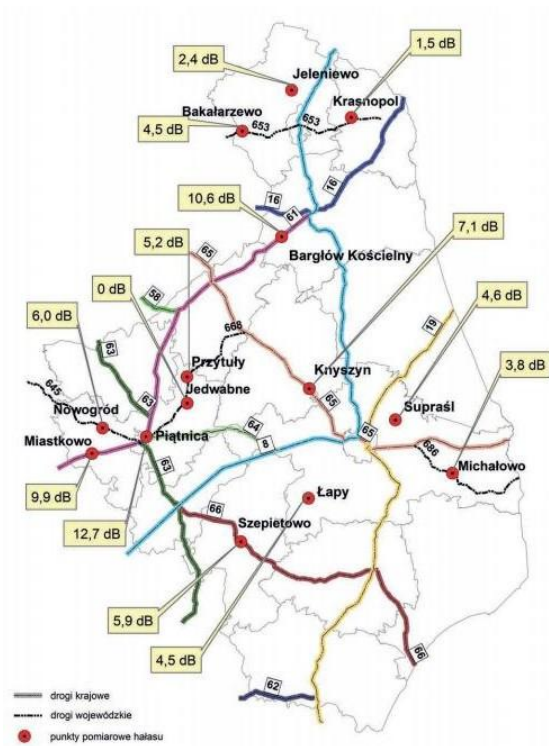 2,4 dB
1,5 dB
Jeleniewo
Krasnopol
Bakałarzewo
653
653
4,5 dB
16
16
10,6 dB
61
7,1 dB
5,2 dB
65
Bargłów Kościelny
0 dB
58
4,6 dB
6,0 dB
19
668
63
3,8 dB
Przytuły
Knyszyn
645
63
Jedwabne
65
Supraśl
Nowogród
64
Miastkowo
Piątnica
8
65
686
63
Michałowo
9,9 dB
Łapy
12,7 dB
66
Szepietowo
5,9 dB
66
4,5 dB
62
drogi krajowe
drogi wojewódzkie
punkty pomiarowe hałasu